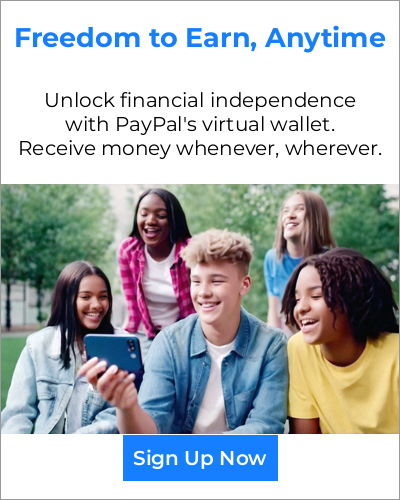 Freedom to Earn, Anytime
Unlock financial independence
with PayPal's virtual wallet.
Receive money whenever, wherever.
Sign Up Now